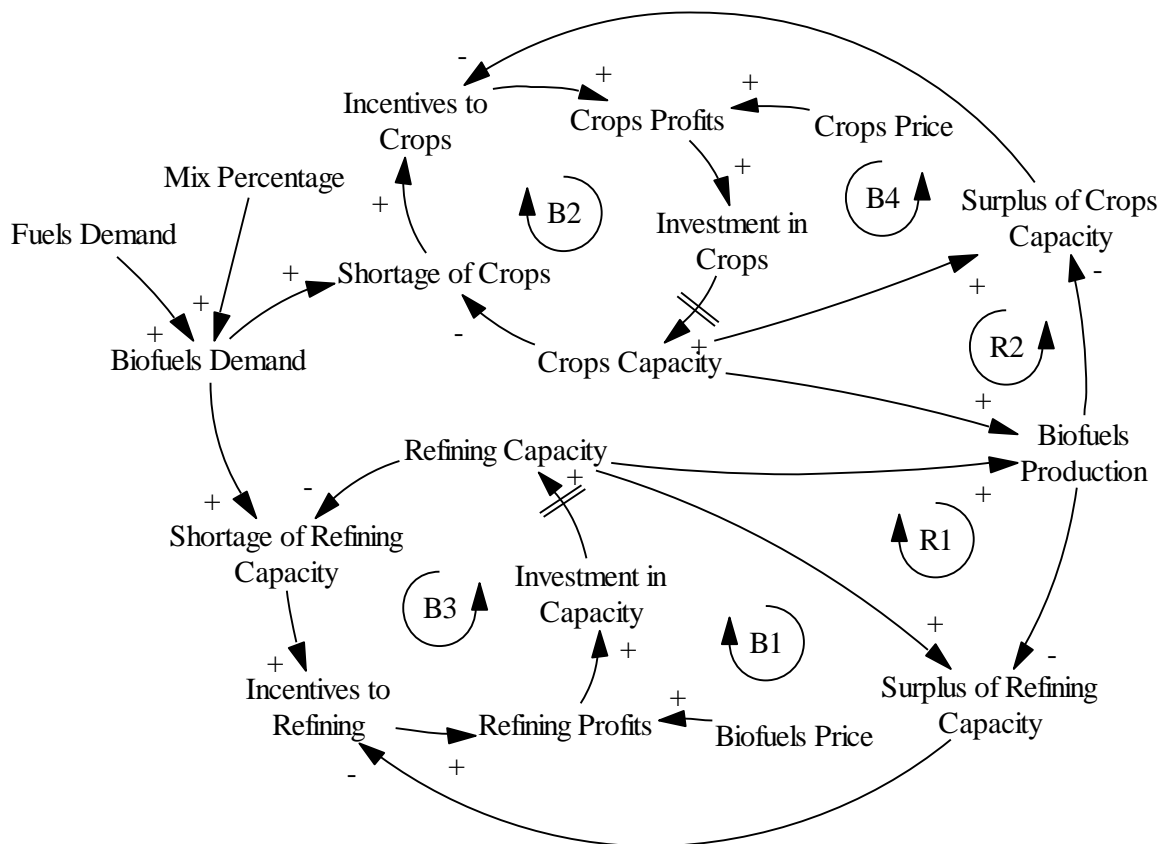 -
+
+
Incentives to
Crops
Crops Profits
Crops Price
Mix Percentage
+
+
B2
B4
Surplus of Crops
Capacity
Fuels Demand
Investment in
Crops
+
Shortage of Crops
+
-
+
+
-
+
R2
Biofuels Demand
Crops Capacity
+
Biofuels
Production
Refining Capacity
+
+
-
+
Shortage of Refining
Capacity
R1
Investment in
Capacity
B3
+
B1
+
-
+
Incentives to
Refining
Refining Profits
+
Biofuels Price
Surplus of Refining
Capacity
-
+